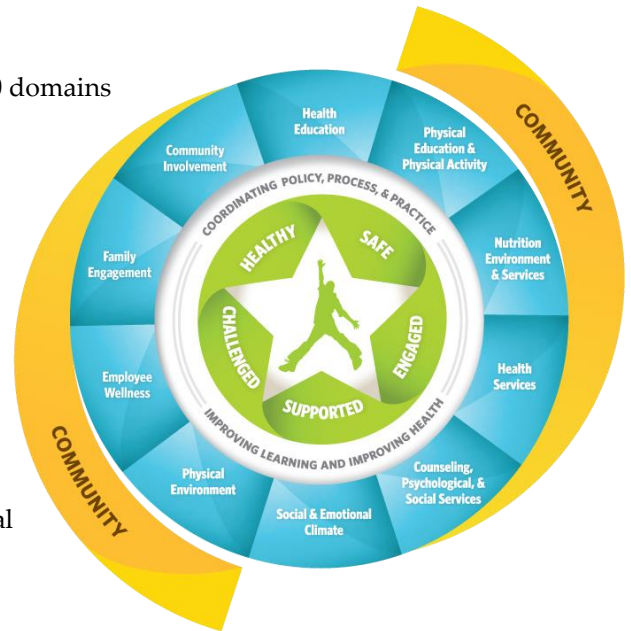 ) domains
COMMUNITY
Health
Education
Physical
Education &
Physical Activity
Nutrition
Environment
& Services
Health
Services
Counseling,
Psychological, &
Social Services
Social & Emotional
Climate
Physical
Environment
Employee
Wellness
Family
Engagement
Community
Involvement
COORDINATING POLICY, PROCESS, & PRACTICE
IMPROVING LEARNING AND IMPROVING HEALTH
HEALTHY
SAFE
ENGAGED
SUPPORTED
CHALLENGED
COMMUNITY
al